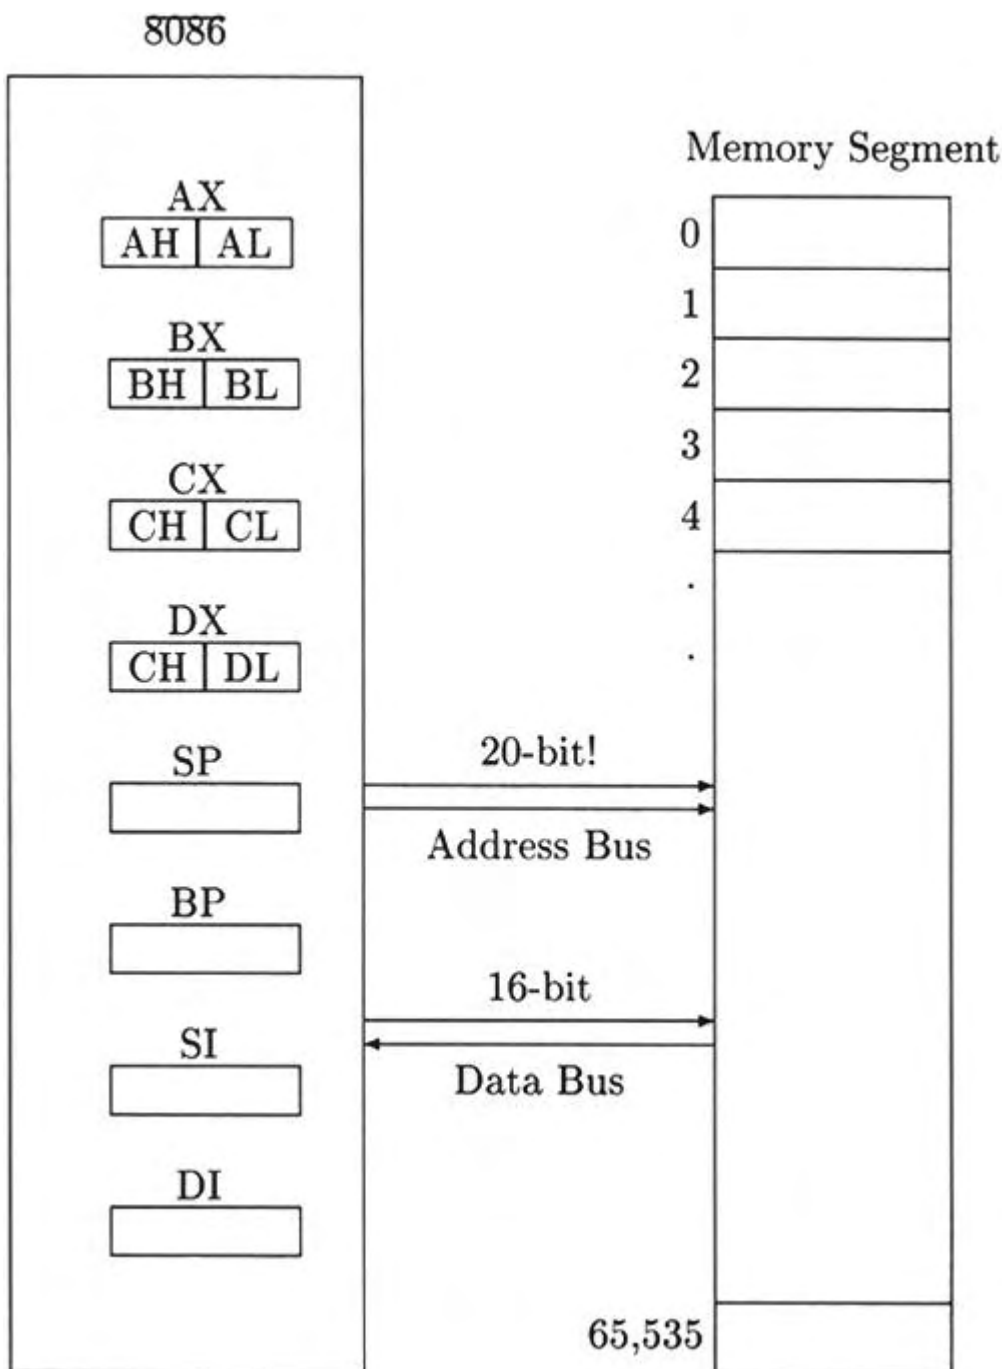 8086
Memory Segment
AX
AH AL
BX
BH BL
CX
CH CL
DX
CH DL
SP
BP
SI
DI
20-bit!
Address Bus
16-bit
Data Bus
0
1
2
3
4
.
.
65,535